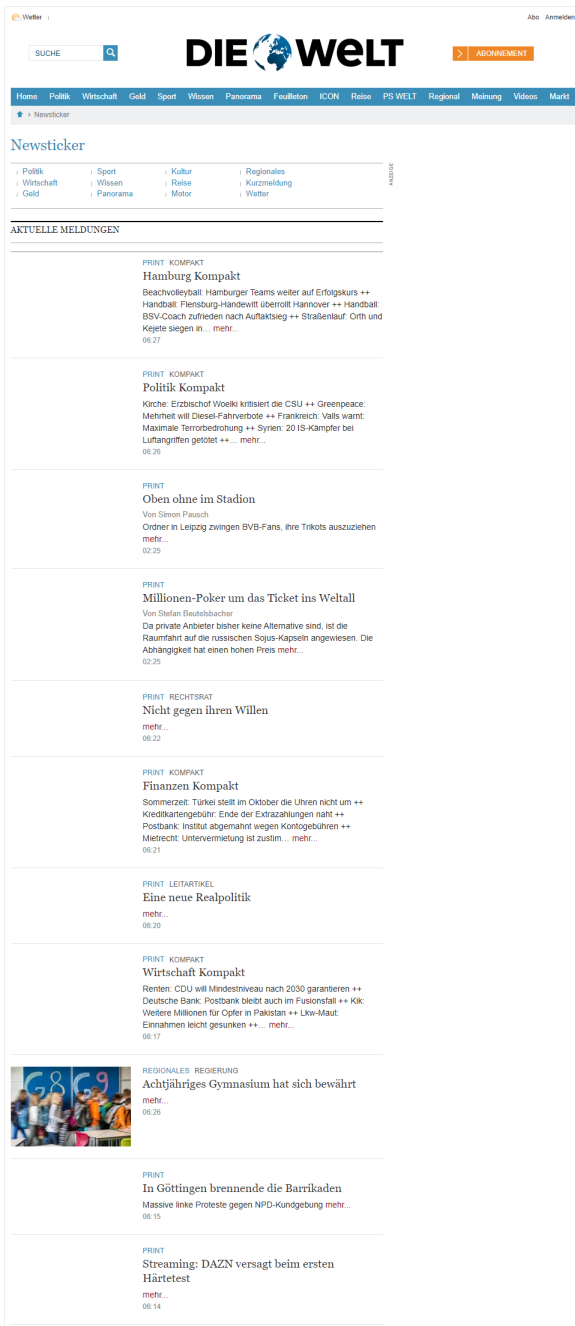 Wetter
Abo Anmelden
SUCHE
DIE WELT
ABONNEMENT
Home Politik Wirtschaft Geld Sport Wissen Panorama Feuilleton ICON Reise PS WELT Regional Meinung Videos Markt
Newsticker
Newsticker
ANZEIGE
Politik Sport Kultur Regionales
Wirtschaft Wissen Reise Kurzmeldung
Geld Panorama Motor Wetter
AKTUELLE MELDUNGEN
PRINT KOMPAKT
Hamburg Kompakt
Beachvolleyball: Hamburger Teams weiter auf Erfolgskurs ++
Handball: Flensburg-Handewitt überrollt Hannover ++ Handball:
BSV-Coach zufrieden nach Auftaktsieg ++ Straßenlauf: Orth und
Kejete siegen in… mehr...
06:27
PRINT KOMPAKT
Politik Kompakt
Kirche: Erzbischof Woelki kritisiert die CSU ++ Greenpeace:
Mehrheit will Diesel-Fahrverbote ++ Frankreich: Valls warnt:
Maximale Terrorbedrohung ++ Syrien: 20 IS-Kämpfer bei
Luftangriffen getötet ++… mehr...
06:26
PRINT
Oben ohne im Stadion
Von Simon Pausch
Ordner in Leipzig zwingen BVB-Fans, ihre Trikots auszuziehen
mehr...
02:25
PRINT
Millionen-Poker um das Ticket ins Weltall
Von Stefan Beutelsbacher
Da private Anbieter bisher keine Alternative sind, ist die
Raumfahrt auf die russischen Sojus-Kapseln angewiesen. Die
Abhängigkeit hat einen hohen Preis mehr...
02:25
PRINT RECHTSRAT
Nicht gegen ihren Willen
mehr...
06:22
PRINT KOMPAKT
Finanzen Kompakt
Sommerzeit: Türkei stellt im Oktober die Uhren nicht um ++
Kreditkartengebühr: Ende der Extrazahlungen naht ++
Postbank: Institut abgemahnt wegen Kontogebühren ++
Mietrecht: Untervermietung ist zustim… mehr...
06:21
PRINT LEITARTIKEL
Eine neue Realpolitik
mehr...
06:20
PRINT KOMPAKT
Wirtschaft Kompakt
Renten: CDU will Mindestniveau nach 2030 garantieren ++
Deutsche Bank: Postbank bleibt auch im Fusionsfall ++ Kik:
Weitere Millionen für Opfer in Pakistan ++ Lkw-Maut:
Einnahmen leicht gesunken ++… mehr...
06:17
G8 G9
REGIONALES REGIERUNG
Achtjähriges Gymnasium hat sich bewährt
mehr...
06:26
PRINT
In Göttingen brennende die Barrikaden
Massive linke Proteste gegen NPD-Kundgebung mehr...
06:15
PRINT
Streaming: DAZN versagt beim ersten
Härtetest
mehr...
06:14